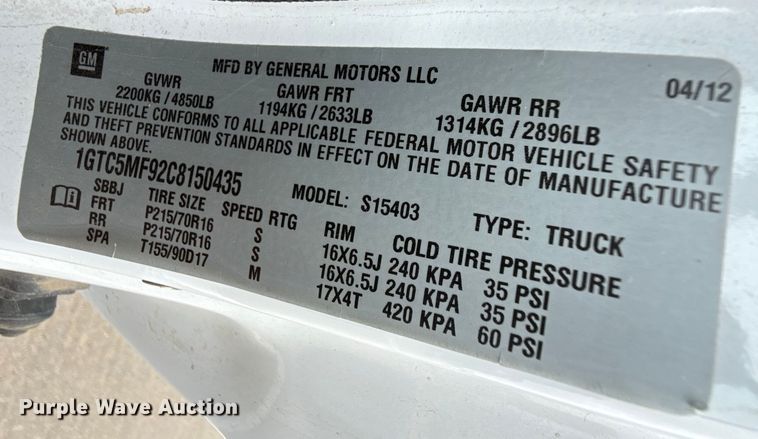 GM
MFD BY GENERAL MOTORS LLC 04/12
GVWR GAWR FRT GAWR RR
2200KG / 4850LB 1194KG / 2633LB 1314KG / 2896LB
THIS VEHICLE CONFORMS TO ALL APPLICABLE FEDERAL MOTOR VEHICLE SAFETY
AND THEFT PREVENTION STANDARDS IN EFFECT ON THE DATE OF MANUFACTURE
SHOWN ABOVE.
1GTC5MF92C8150435 MODEL: S15403 TYPE: TRUCK
SBBJ TIRE SIZE SPEED RTG RIM COLD TIRE PRESSURE
FRT P215/70R16 S 16X6.5J 240 KPA 35 PSI
RR P215/70R16 S 16X6.5J 240 KPA 35 PSI
SPA T155/90D17 M 17X4T 420 KPA 60 PSI
Purple Wave Auction